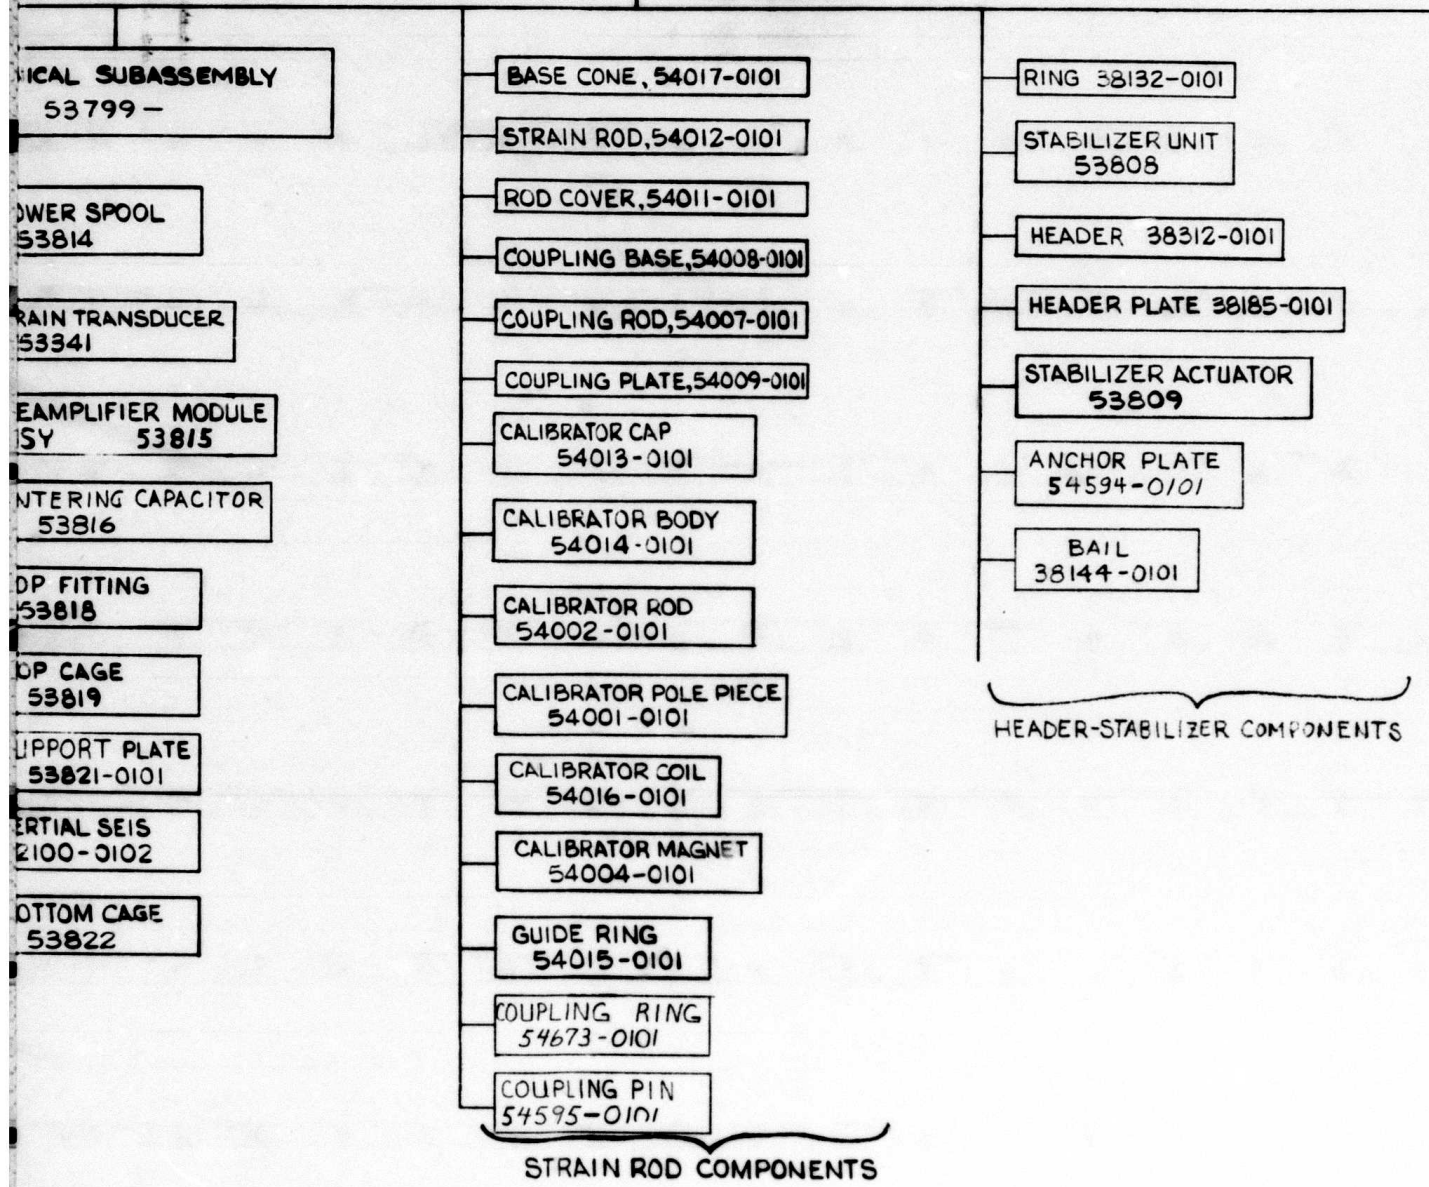 ICAL SUBASSEMBLY
53799-
OWER SPOOL
53814
RAIN TRANSDUCER
53341
EAMPLIFIER MODULE
SY 53815
NTERING CAPACITOR
53816
OP FITTING
53818
OP CAGE
53819
UPPORT PLATE
53821-0101
ERTIAL SEIS
2100-0102
OTTOM CAGE
53822
BASE CONE, 54017-0101
STRAIN ROD, 54012-0101
ROD COVER, 54011-0101
COUPLING BASE, 54008-0101
COUPLING ROD, 54007-0101
COUPLING PLATE, 54009-0101
CALIBRATOR CAP
54013-0101
CALIBRATOR BODY
54014-0101
CALIBRATOR ROD
54002-0101
CALIBRATOR POLE PIECE
54001-0101
CALIBRATOR COIL
54016-0101
CALIBRATOR MAGNET
54004-0101
GUIDE RING
54015-0101
COUPLING RING
54673-0101
COUPLING PIN
54595-0101
STRAIN ROD COMPONENTS
RING 38132-0101
STABILIZER UNIT
53808
HEADER 38312-0101
HEADER PLATE 38185-0101
STABILIZER ACTUATOR
53809
ANCHOR PLATE
54594-0101
BAIL
38144-0101
HEADER-STABILIZER COMPONENTS